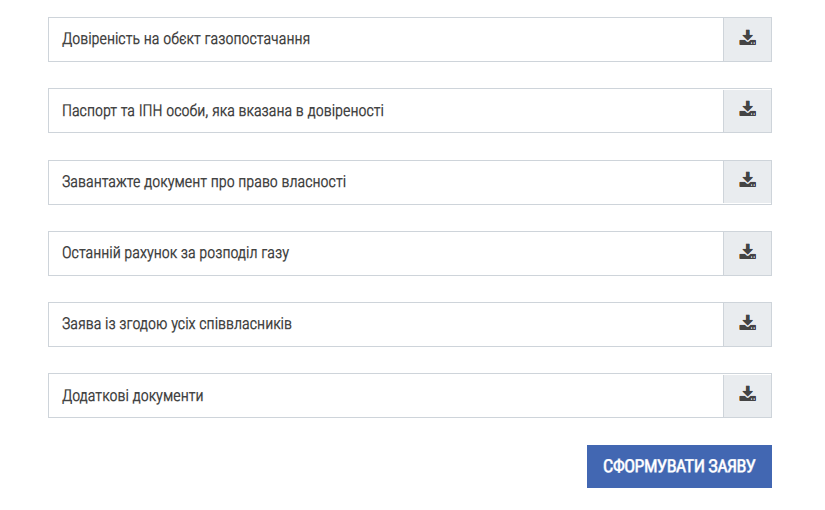 Довіреність на обєкт газопостачання
Паспорт та ІПН особи, яка вказана в довіреності
Завантажте документ про право власності
Останній рахунок за розподіл газу
Заява із згодою усіх співвласників
Додаткові документи
СФОРМУВАТИ ЗАЯВУ